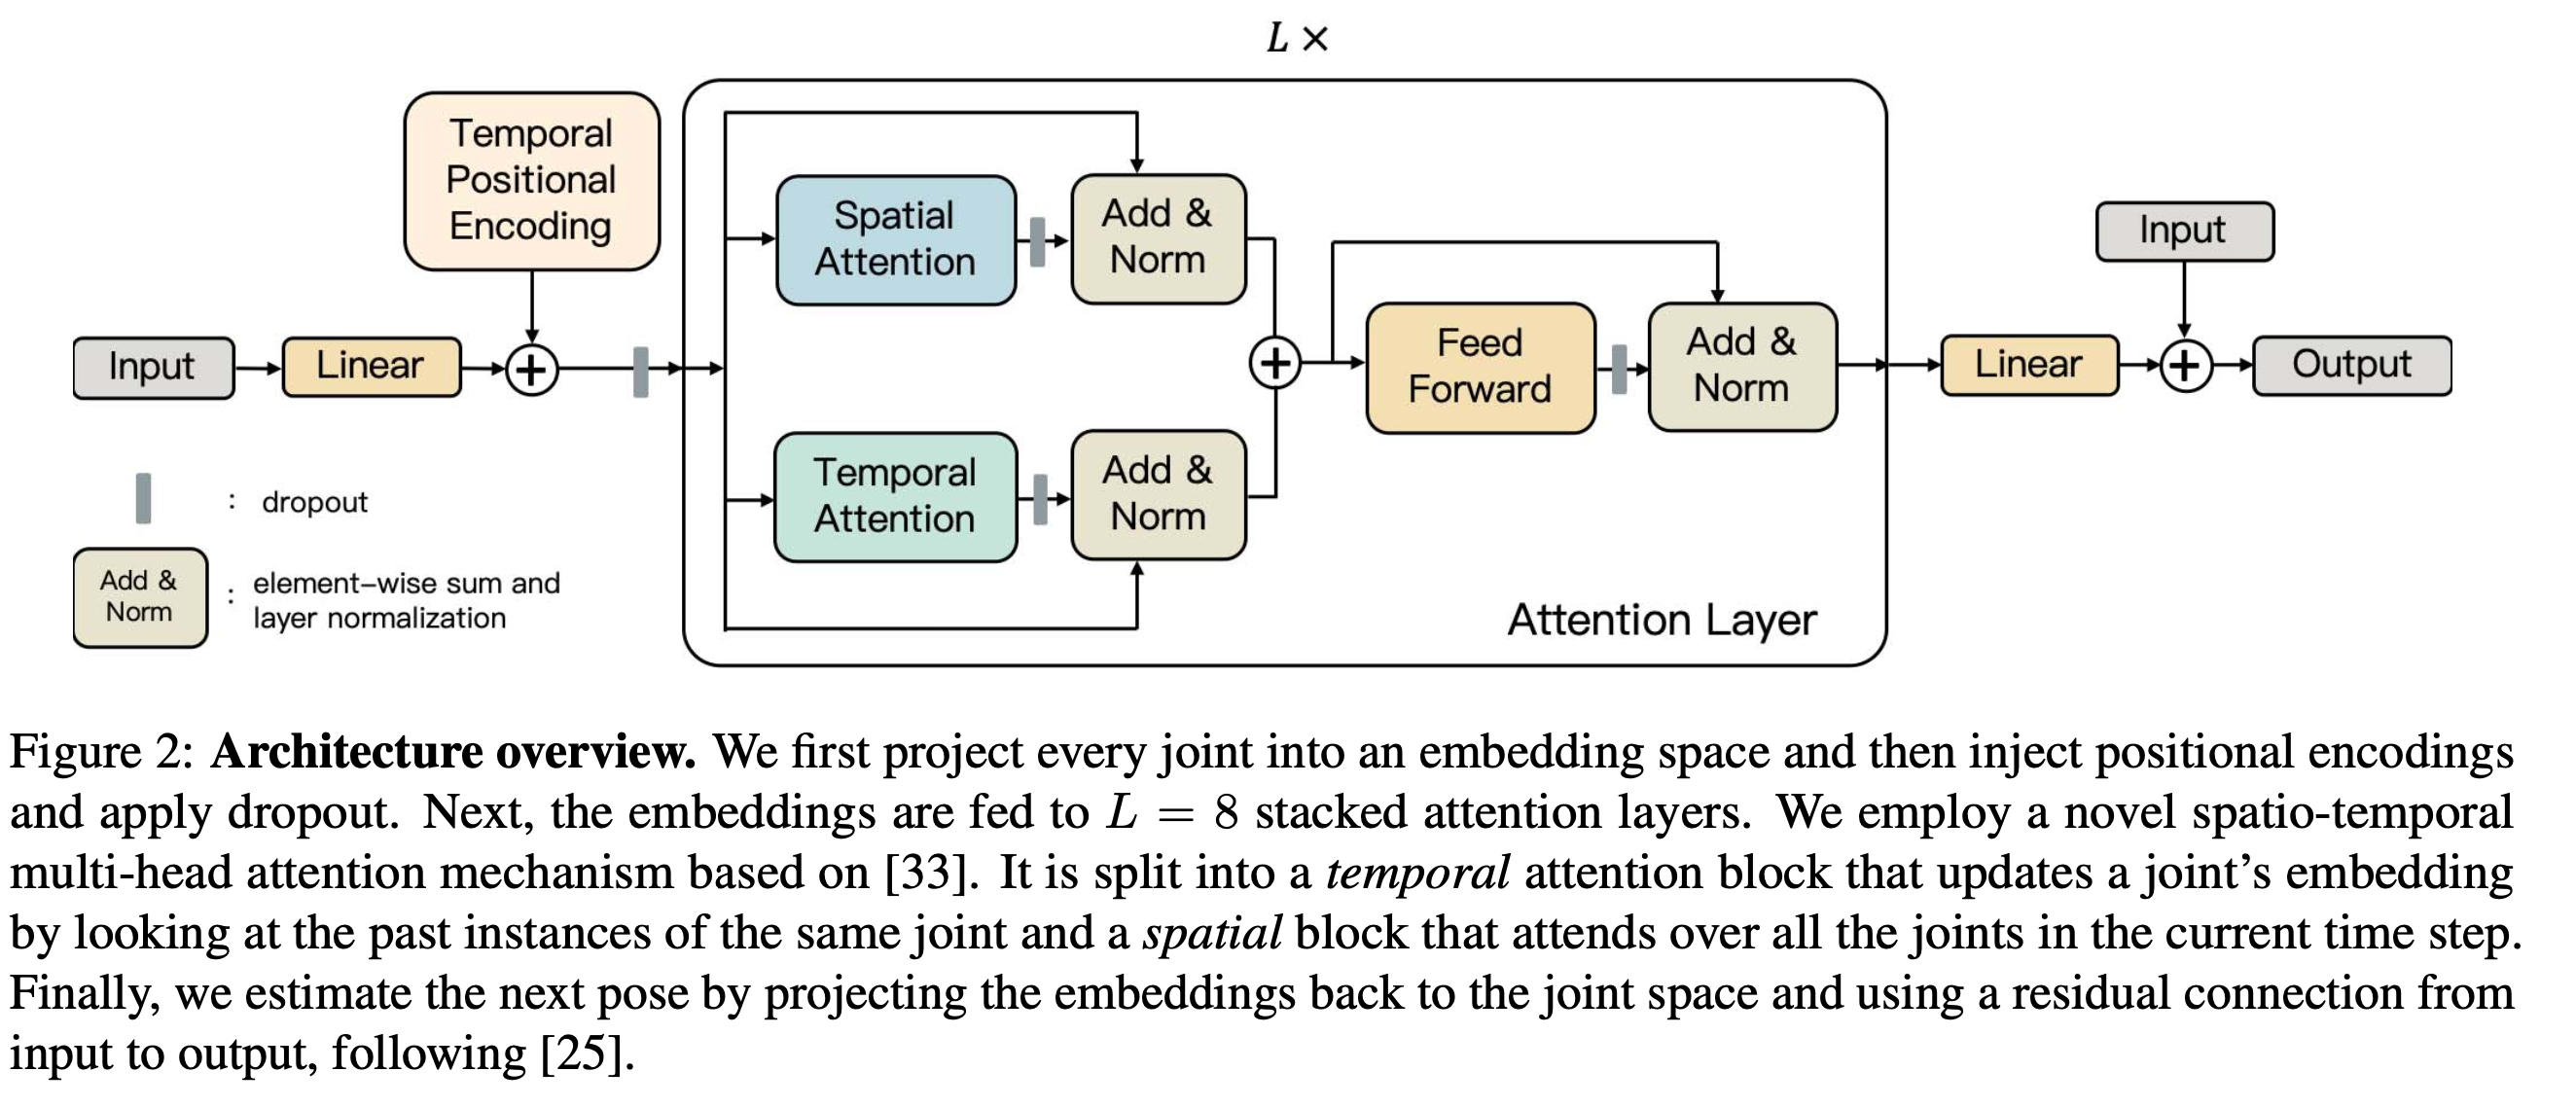 L ×
Temporal
Positional
Encoding
Input
Linear
+
Spatial
Attention
Add &
Norm
Temporal
Attention
Add &
Norm
+
Feed
Forward
Add &
Norm
Attention Layer
Linear
Input
+
Output
: dropout
Add &
Norm
: element–wise sum and
layer normalization
Figure 2: Architecture overview. We first project every joint into an embedding space and then inject positional encodings
and apply dropout. Next, the embeddings are fed to L = 8 stacked attention layers. We employ a novel spatio-temporal
multi-head attention mechanism based on [33]. It is split into a temporal attention block that updates a joint’s embedding
by looking at the past instances of the same joint and a spatial block that attends over all the joints in the current time step.
Finally, we estimate the next pose by projecting the embeddings back to the joint space and using a residual connection from
input to output, following [25].